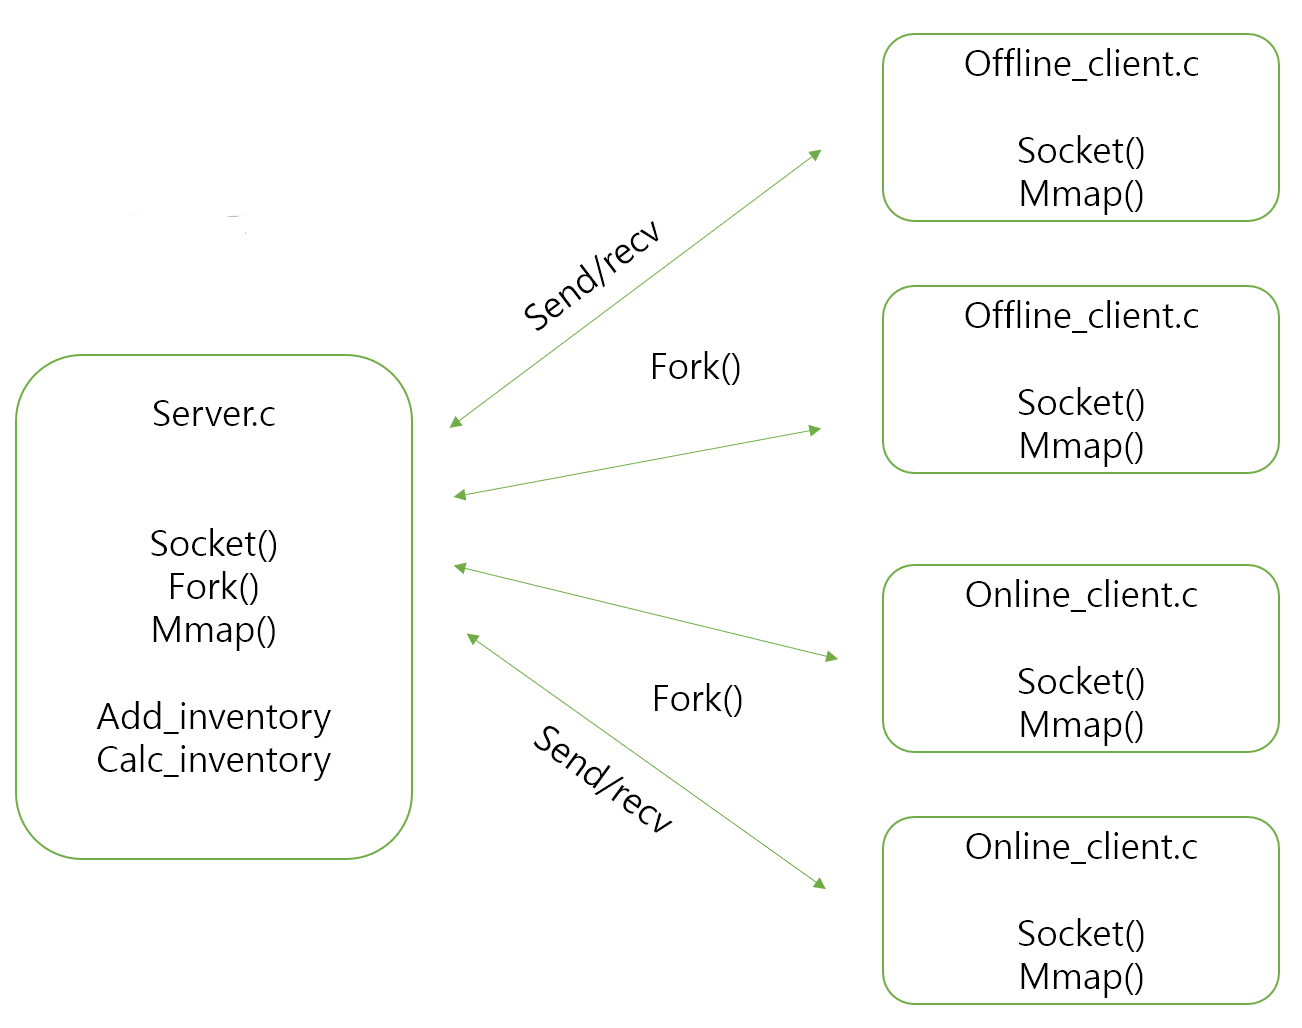 Server.c
Socket()
Fork()
Mmap()
Add_inventory
Calc_inventory
Send/recv
Fork()
Fork()
Send/recv
Offline_client.c
Socket()
Mmap()
Offline_client.c
Socket()
Mmap()
Online_client.c
Socket()
Mmap()
Online_client.c
Socket()
Mmap()